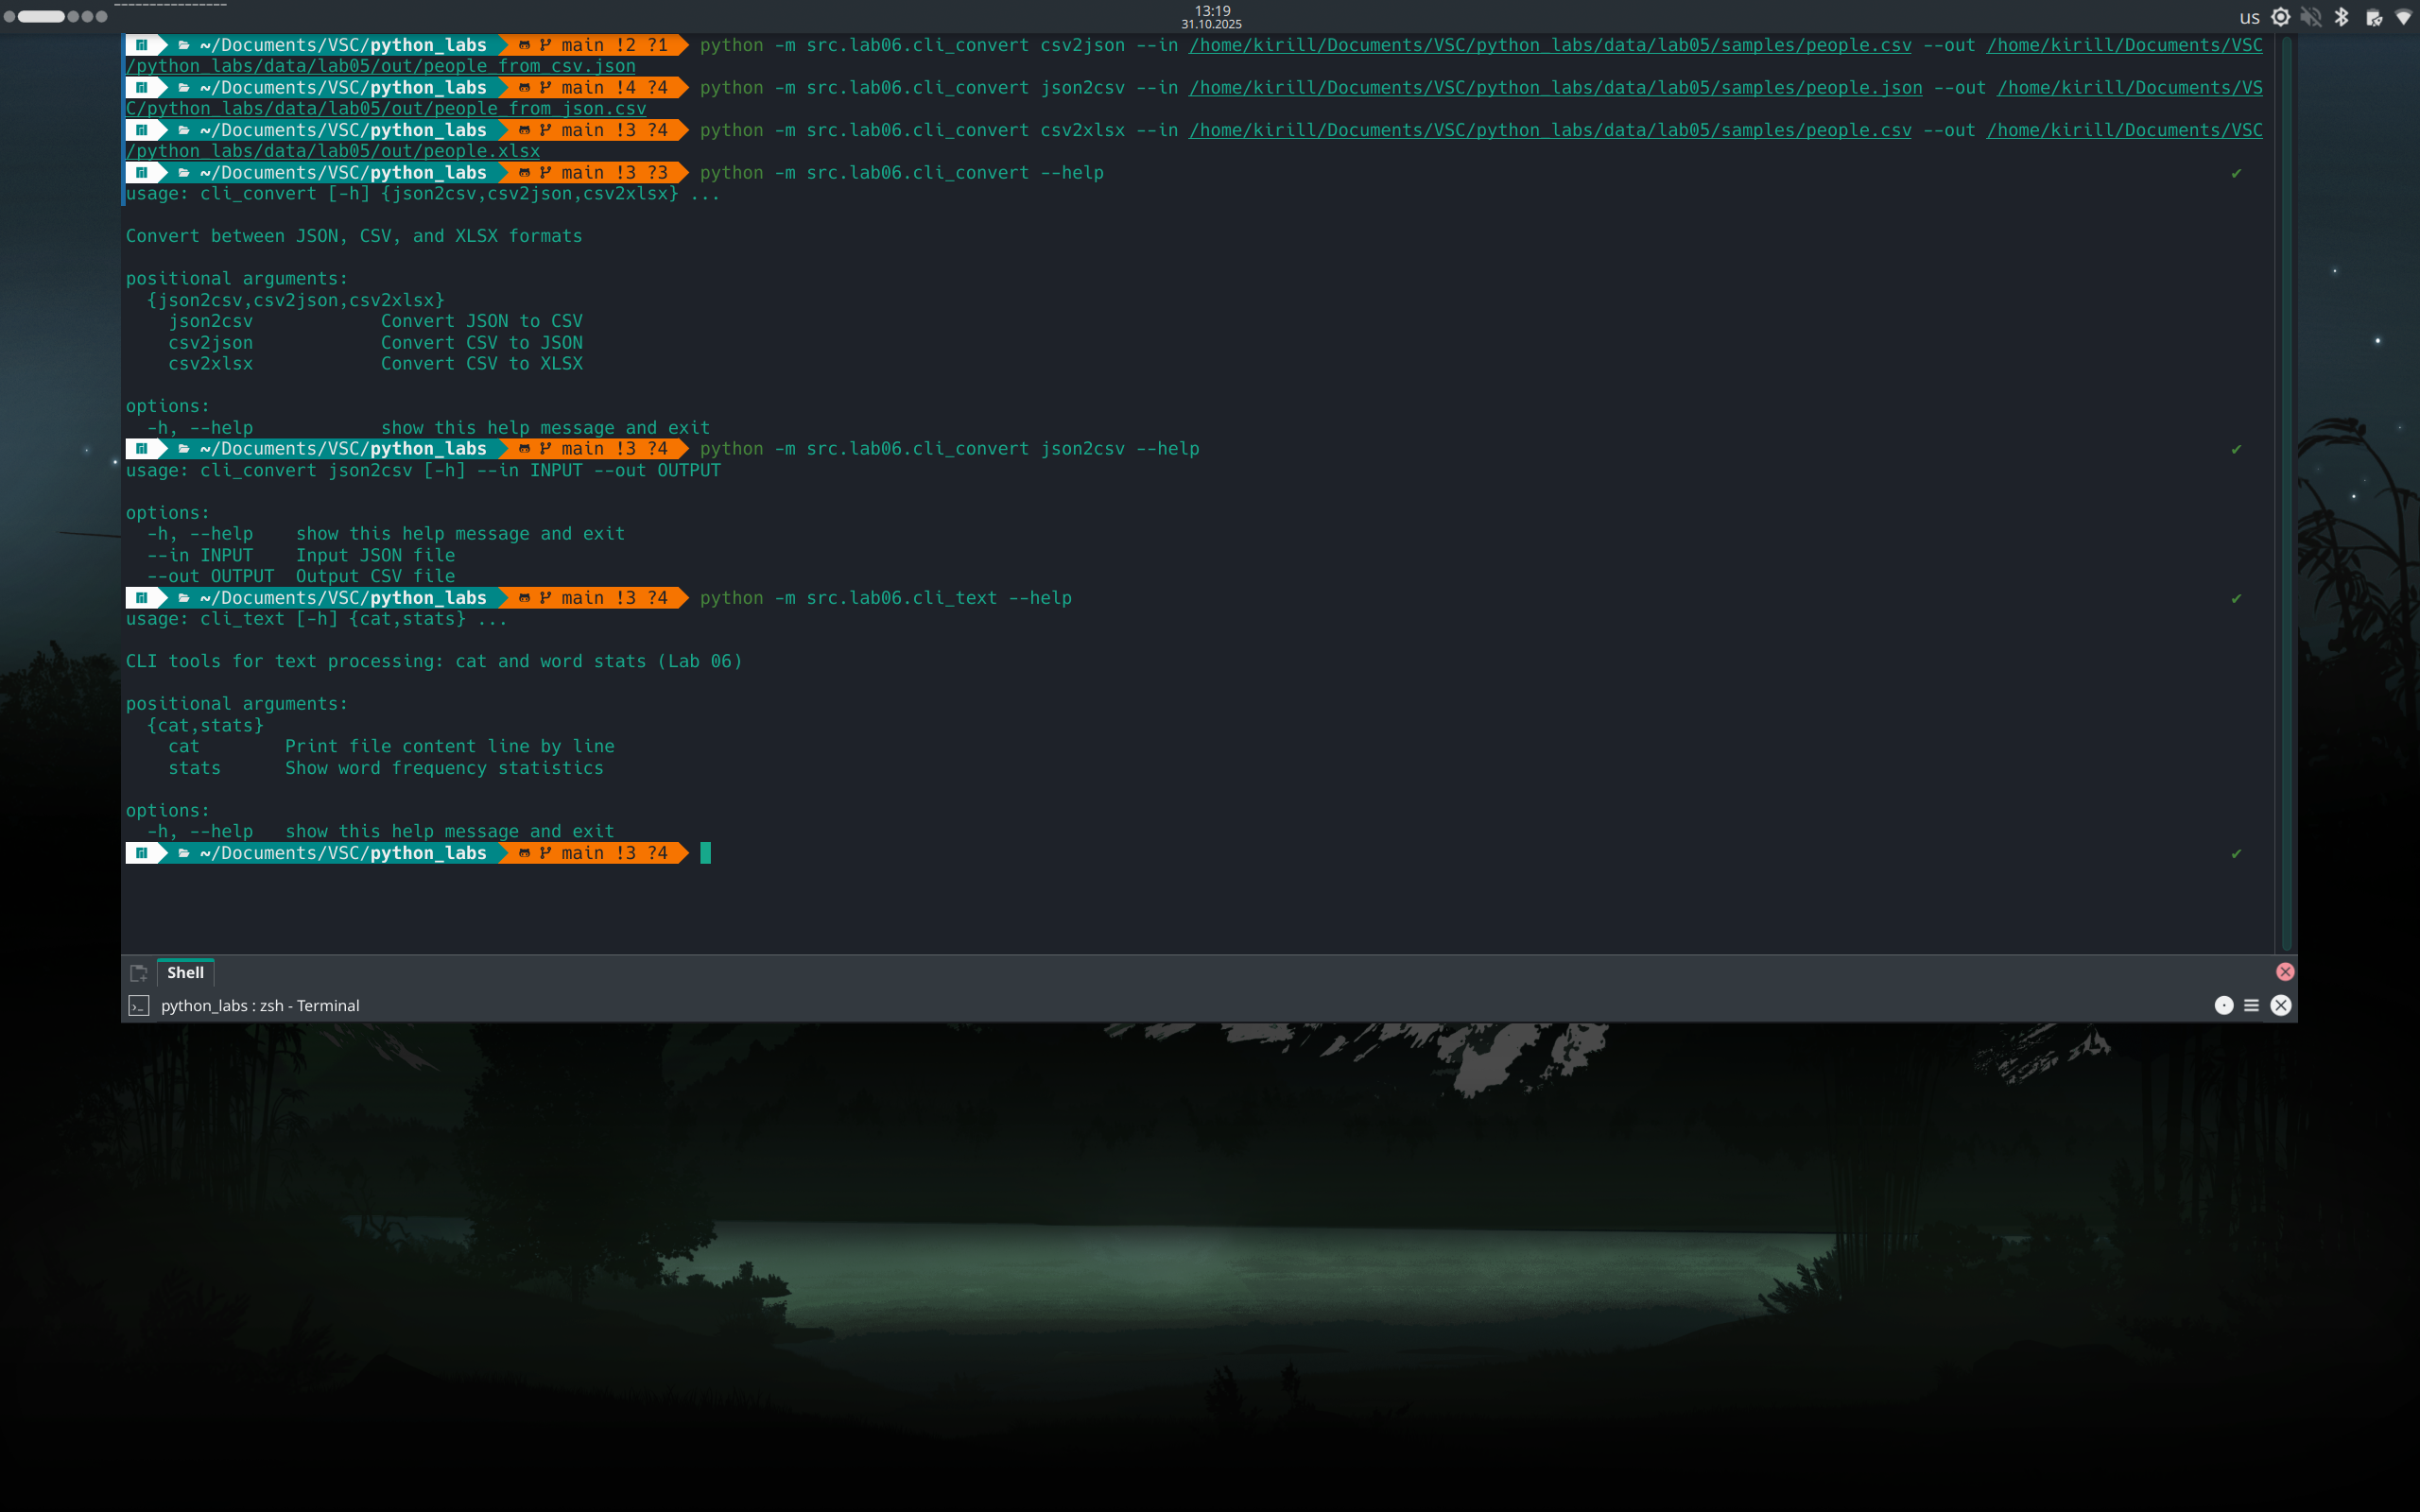 13:19
31.10.2025
us
~/Documents/VSC/python_labs main !2 ?1 python -m src.lab06.cli_convert csv2json --in /home/kirill/Documents/VSC/python_labs/data/lab05/samples/people.csv --out /home/kirill/Documents/VSC
/python_labs/data/lab05/out/people_from_csv.json
~/Documents/VSC/python_labs main !4 ?4 python -m src.lab06.cli_convert json2csv --in /home/kirill/Documents/VSC/python_labs/data/lab05/samples/people.json --out /home/kirill/Documents/VS
C/python_labs/data/lab05/out/people_from_json.csv
~/Documents/VSC/python_labs main !3 ?4 python -m src.lab06.cli_convert csv2xlsx --in /home/kirill/Documents/VSC/python_labs/data/lab05/samples/people.csv --out /home/kirill/Documents/VSC
/python_labs/data/lab05/out/people.xlsx
~/Documents/VSC/python_labs main !3 ?3 python -m src.lab06.cli_convert --help ✔
usage: cli_convert [-h] {json2csv,csv2json,csv2xlsx} ...
Convert between JSON, CSV, and XLSX formats
positional arguments:
{json2csv,csv2json,csv2xlsx}
json2csv Convert JSON to CSV
csv2json Convert CSV to JSON
csv2xlsx Convert CSV to XLSX
options:
-h, --help show this help message and exit
~/Documents/VSC/python_labs main !3 ?4 python -m src.lab06.cli_convert json2csv --help ✔
usage: cli_convert json2csv [-h] --in INPUT --out OUTPUT
options:
-h, --help show this help message and exit
--in INPUT Input JSON file
--out OUTPUT Output CSV file
~/Documents/VSC/python_labs main !3 ?4 python -m src.lab06.cli_text --help ✔
usage: cli_text [-h] {cat,stats} ...
CLI tools for text processing: cat and word stats (Lab 06)
positional arguments:
{cat,stats}
cat Print file content line by line
stats Show word frequency statistics
options:
-h, --help show this help message and exit
~/Documents/VSC/python_labs main !3 ?4 ✔
Shell
python_labs : zsh - Terminal